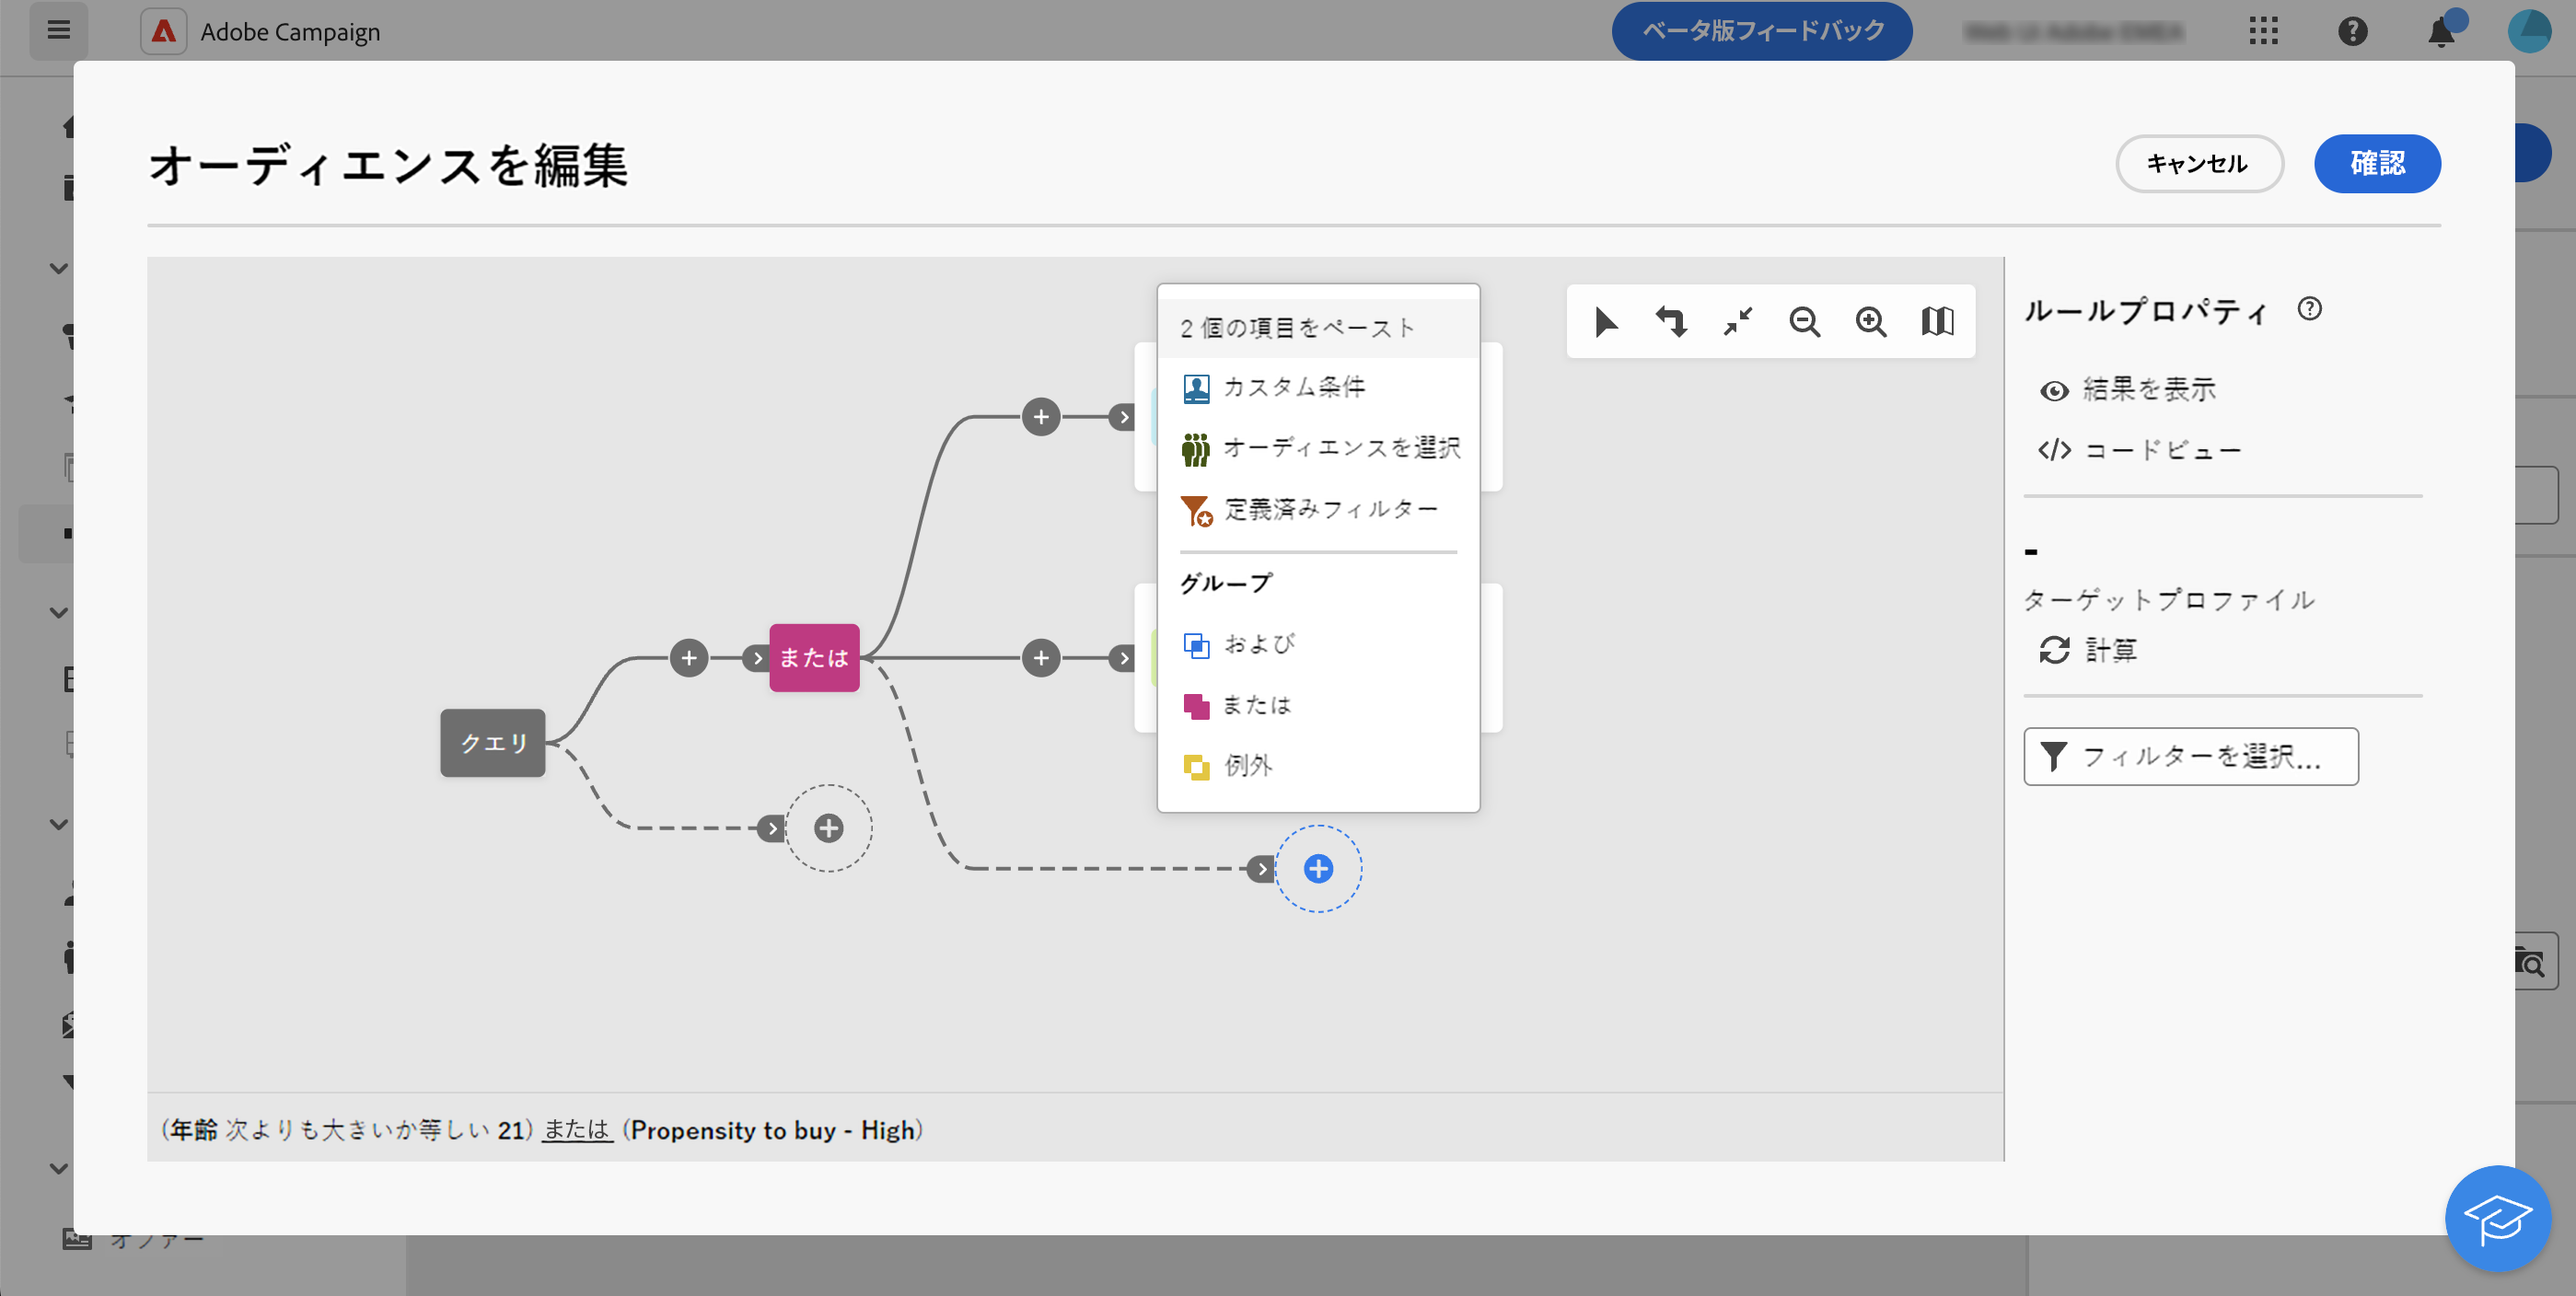 Adobe Campaign
ベータ版フィードバック
オーディエンスを編集
キャンセル
確認
2 個の項目をペースト
カスタム条件
オーディエンスを選択
定義済みフィルター
グループ
および
または
例外
または
クエリ
ルールプロパティ
結果を表示
コードビュー
-
ターゲットプロファイル
計算
フィルターを選択...
(年齢 次よりも大きいか等しい 21) または (Propensity to buy - High)
オファー